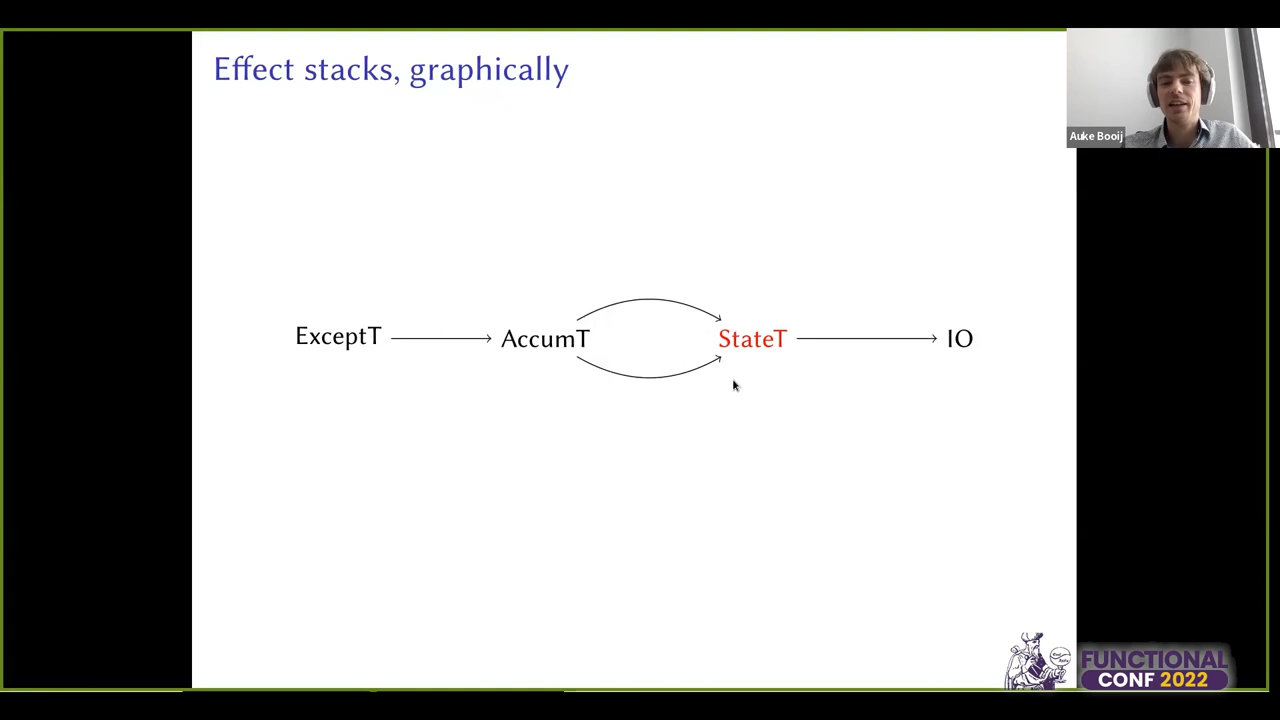 Effect stacks, graphically
Auke Booij
ExceptT
AccumT
StateT
IO
FUNCTIONAL
CONF 2022